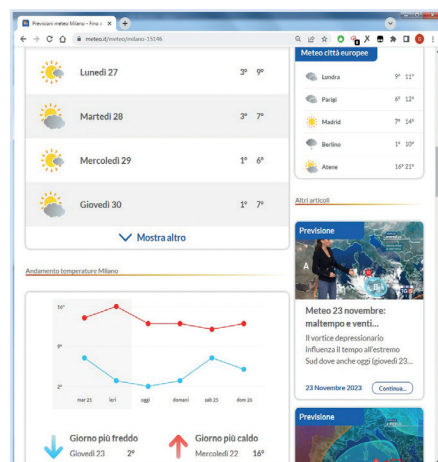 Previsioni meteo Milano - Fino a
meteo.it/meteo/milano-15146
Lunedì 27 3° 9°
Martedì 28 3° 7°
Mercoledì 29 1° 6°
Giovedì 30 1° 7°
Mostra altro
Andamento temperature Milano
16°
9°
2°
mar 21 ieri oggi domani sab 25 dom 26
Giorno più freddo
Giovedì 23 2°
Giorno più caldo
Mercoledì 22 16°
Meteo città europee
Londra 9° 11°
Parigi 6° 12°
Madrid 7° 14°
Berlino 1° 10°
Atene 16° 21°
Altri articoli
Previsione
A
B
Meteo 23 novembre:
maltempo e venti...
Il vortice depressionario
influenza il tempo all'estremo
Sud dove anche oggi (giovedì 23...
23 Novembre 2023 Continua...
Previsione